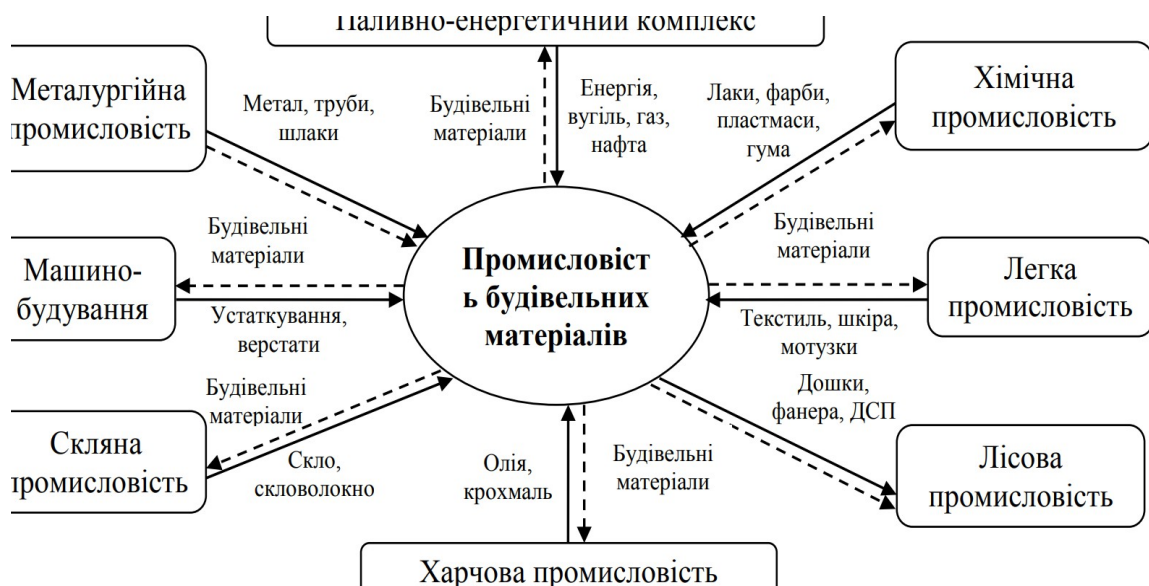 Паливно-енергетичний комплекс
Металургійна
промисловість
Метал, труби,
шлаки
Будівельні
матеріали
Енергія,
вугіль, газ,
нафта
Лаки, фарби,
пластмаси,
гума
Хімічна
промисловість
Будівельні
матеріали
Машино-
будування
Устаткування,
верстати
Промисловіст
ь будівельних
матеріалів
Будівельні
матеріали
Легка
промисловість
Текстиль, шкіра,
мотузки
Будівельні
матеріали
Скляна
промисловість
Скло,
скловолокно
Олія,
крохмаль
Будівельні
матеріали
Дошки,
фанера, ДСП
Лісова
промисловість
Харчова промисловість